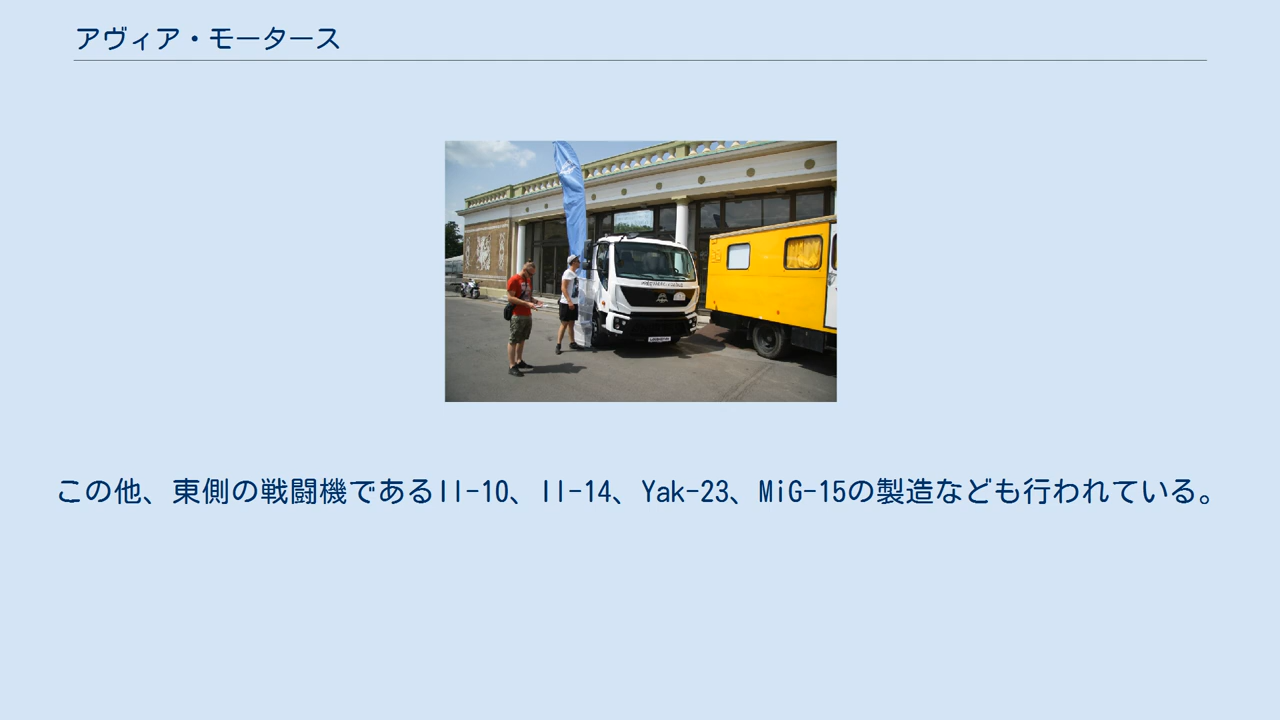 アヴィア・モータース
この他、東側の戦闘機であるIl-10、Il-14、Yak-23、MiG-15の製造なども行われている。